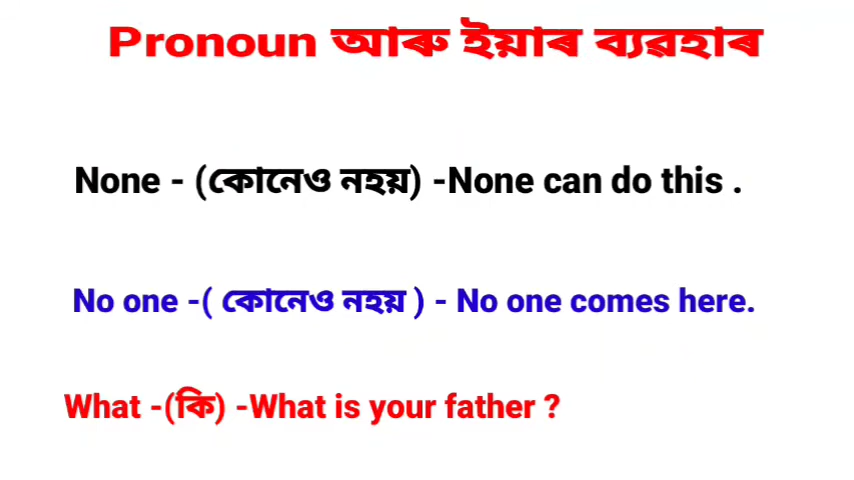 Pronoun আৰু ইয়াৰ ব্যৱহাৰ
None - (কোনেও নহয়) -None can do this .
No one -( কোনেও নহয় ) - No one comes here.
What -(কি) -What is your father ?